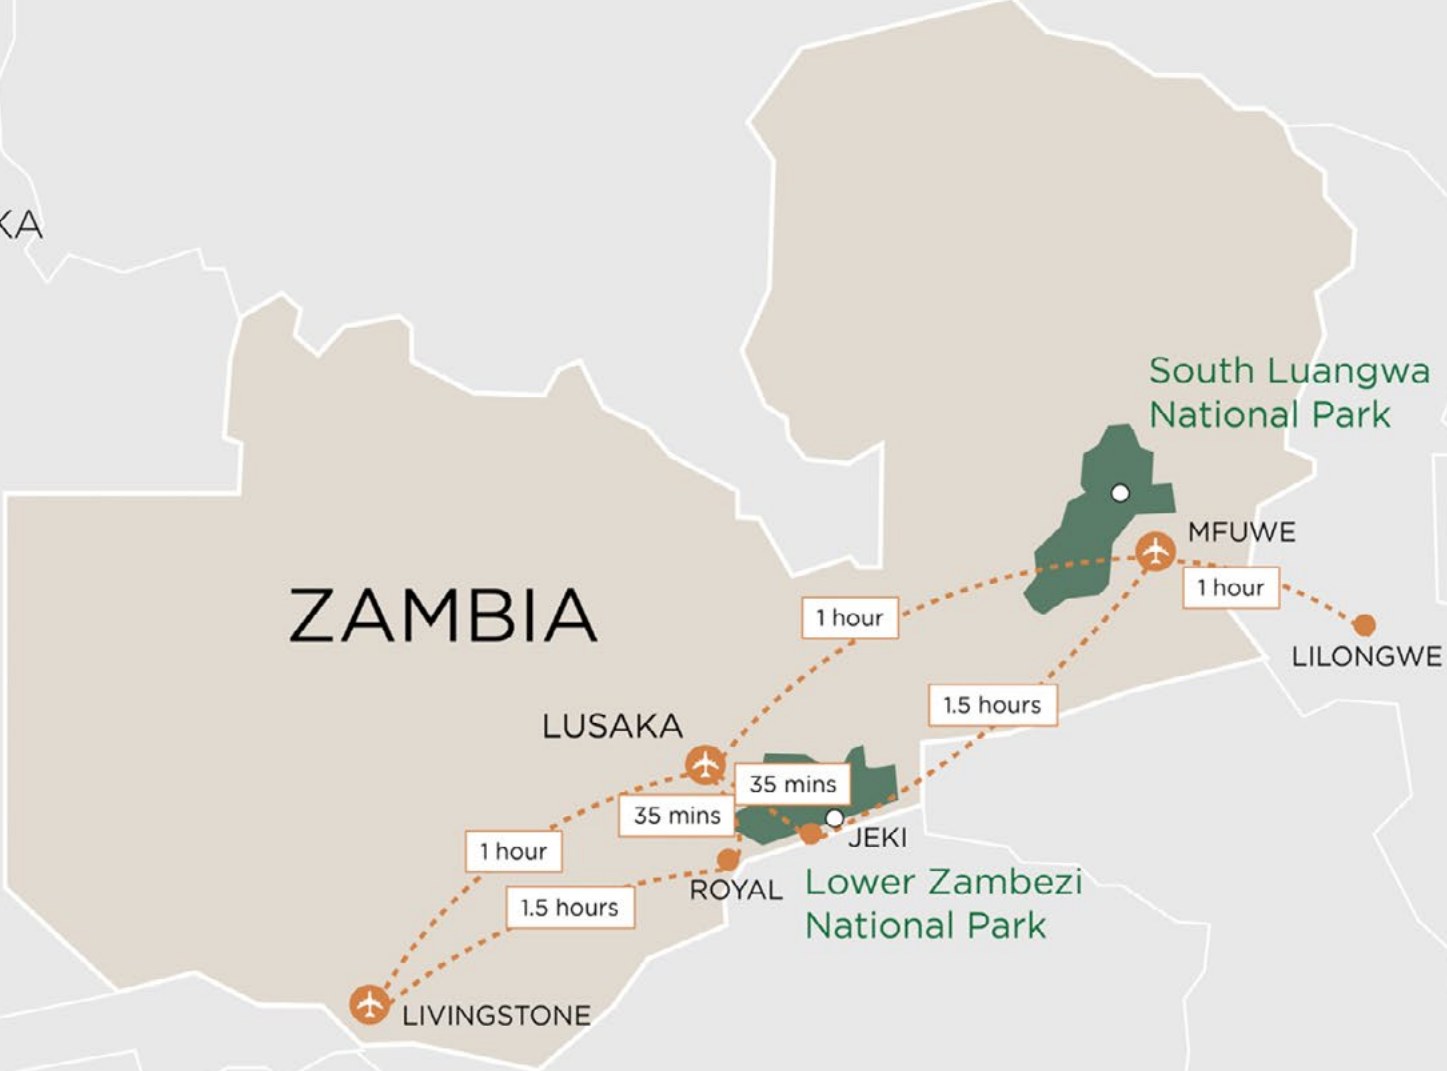 KA
South Luangwa
National Park
MFUWE
1 hour
ZAMBIA
1 hour
LILONGWE
1.5 hours
LUSAKA
35 mins
35 mins
JEKI
1 hour
ROYAL
Lower Zambezi
National Park
1.5 hours
LIVINGSTONE